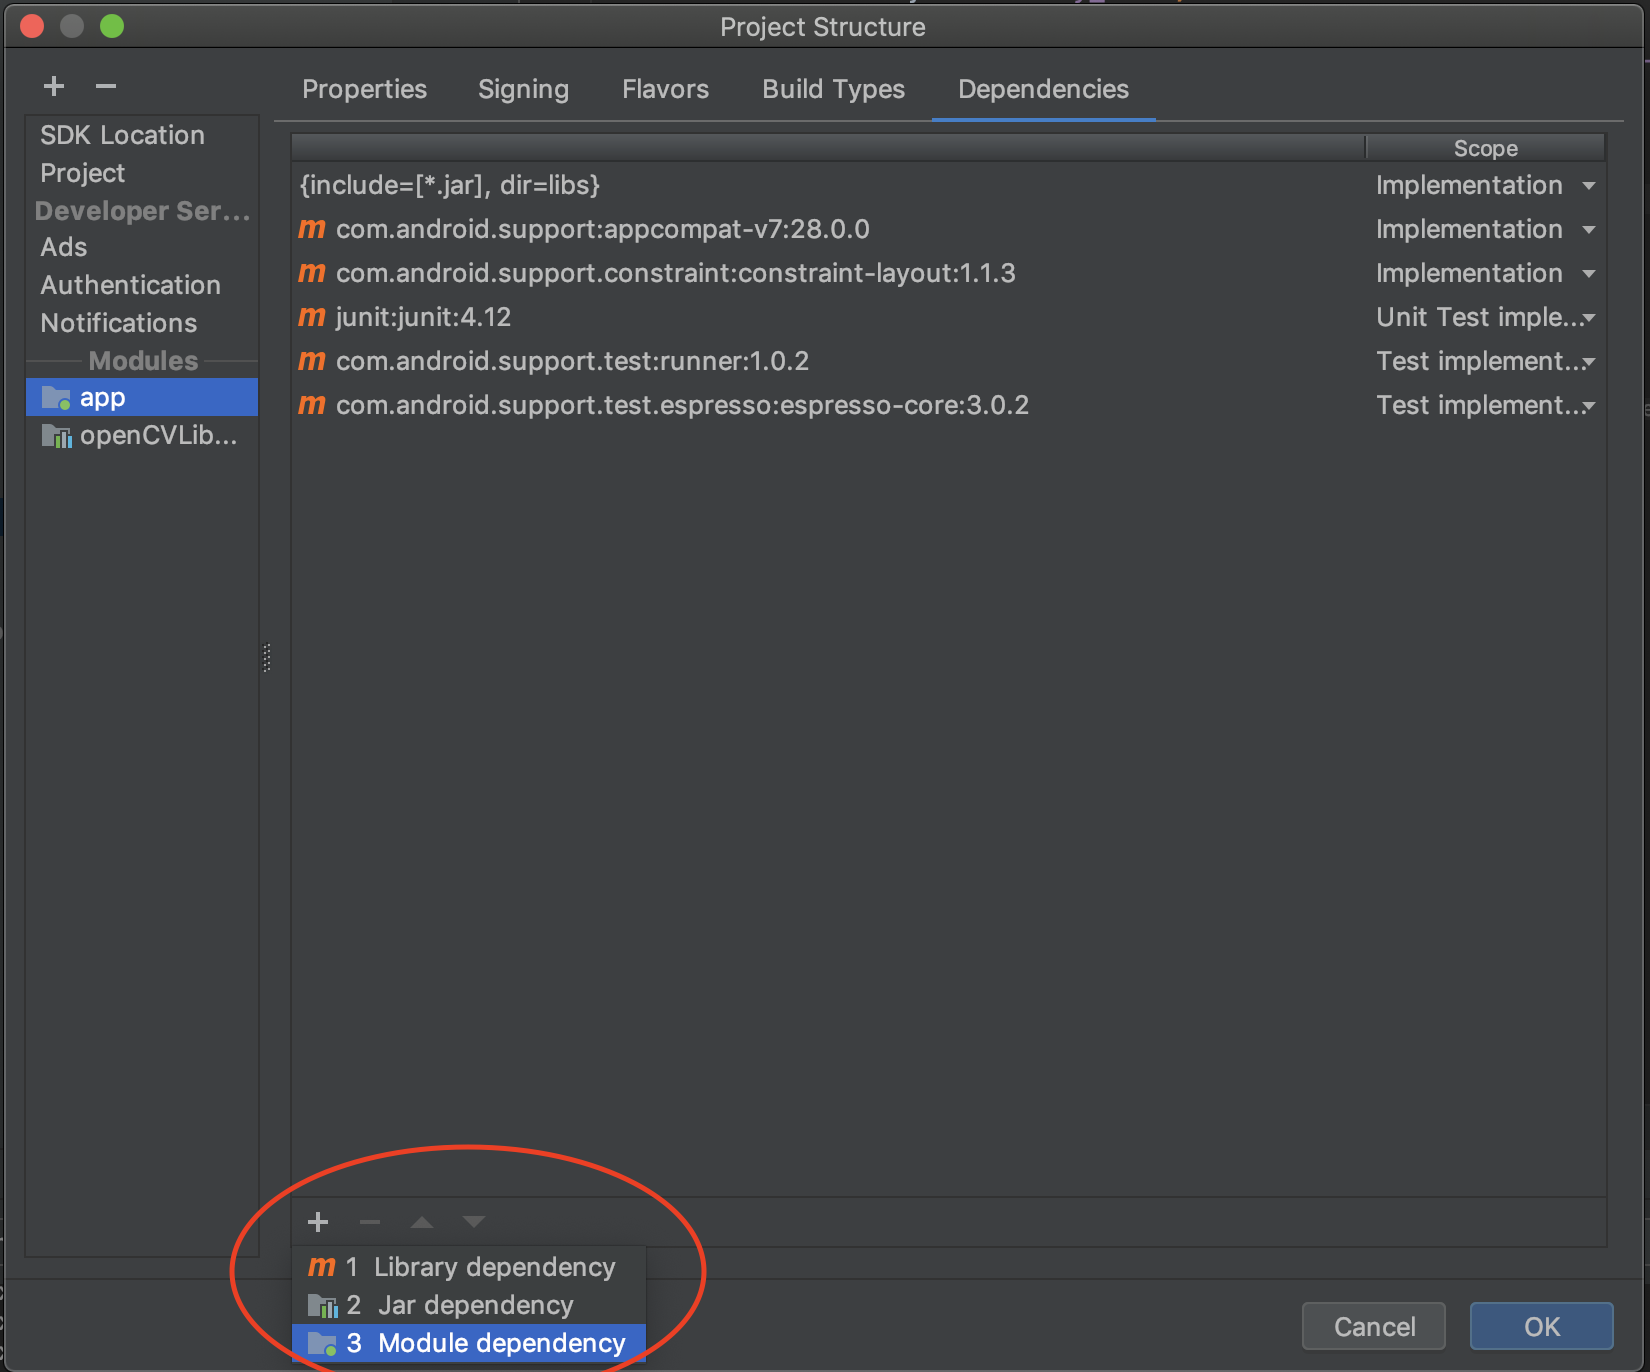 Project Structure
Properties Signing Flavors Build Types Dependencies
SDK Location
Project
Developer Ser...
Ads
Authentication
Notifications
Modules
app
openCVLib...
Scope
{include=[*.jar], dir=libs} Implementation
m com.android.support:appcompat-v7:28.0.0 Implementation
m com.android.support.constraint:constraint-layout:1.1.3 Implementation
m junit:junit:4.12 Unit Test imple...
m com.android.support.test:runner:1.0.2 Test implement...
m com.android.support.test.espresso:espresso-core:3.0.2 Test implement...
m 1 Library dependency
2 Jar dependency
3 Module dependency
Cancel OK